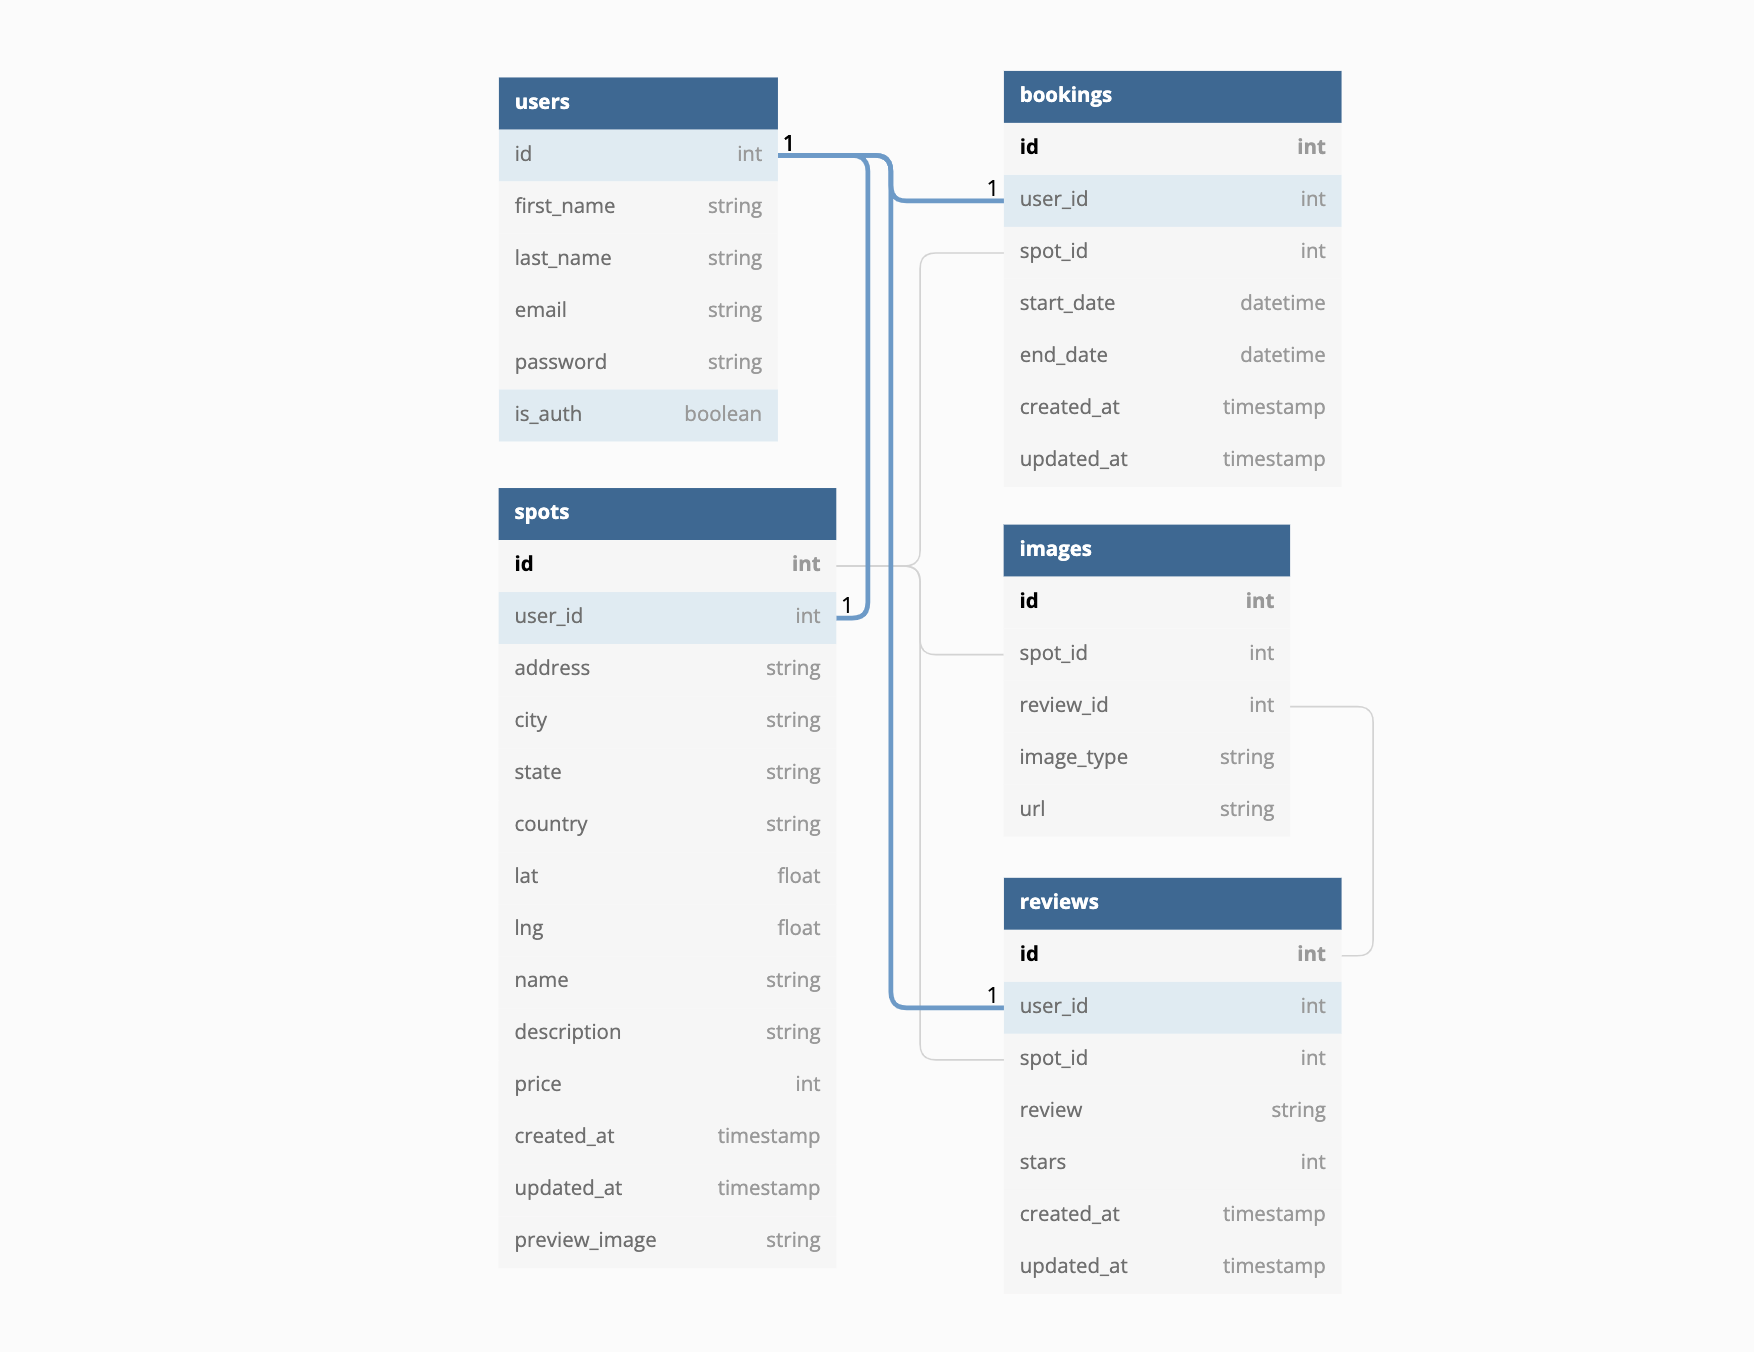 users
id int
first_name string
last_name string
email string
password string
is_auth boolean
1
spots
id int
user_id int
1
address string
city string
state string
country string
lat float
lng float
name string
description string
price int
created_at timestamp
updated_at timestamp
preview_image string
bookings
id int
1
user_id int
spot_id int
start_date datetime
end_date datetime
created_at timestamp
updated_at timestamp
images
id int
spot_id int
review_id int
image_type string
url string
reviews
id int
1
user_id int
spot_id int
review string
stars int
created_at timestamp
updated_at timestamp